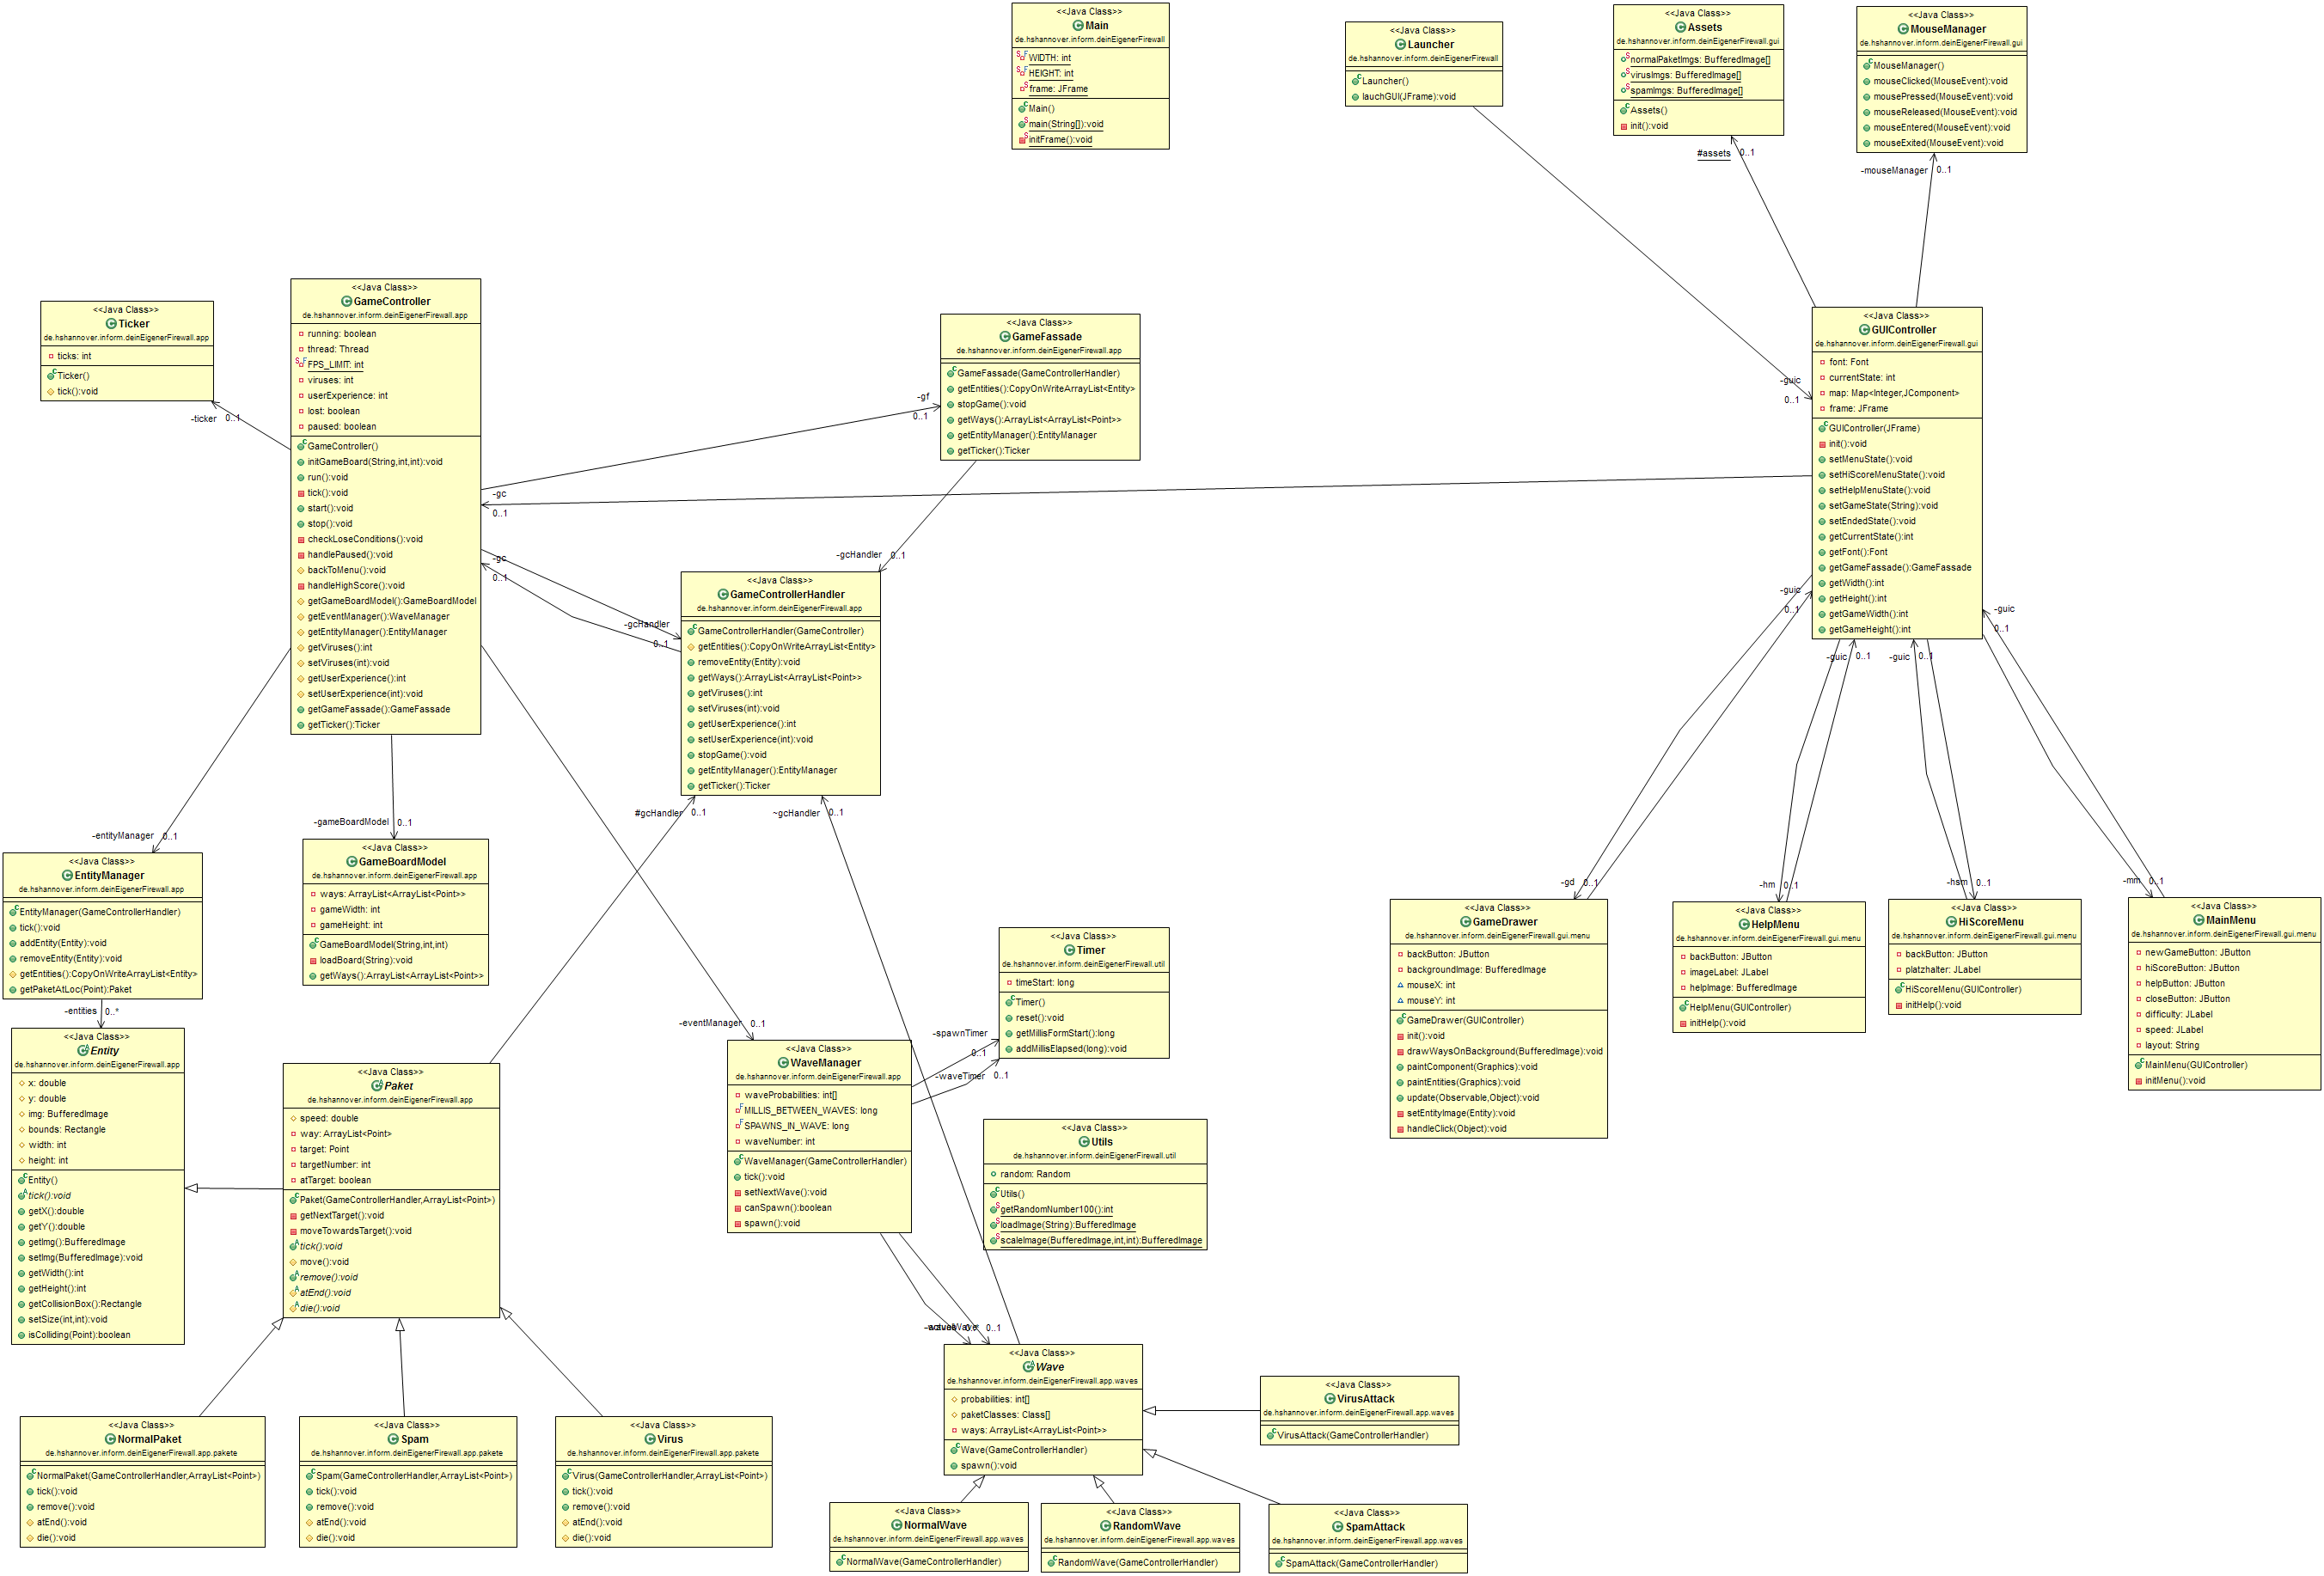 <<Java Class>>
Main
de.hshannover.inform.deinEigenerFirewall
WIDTH: int
HEIGHT: int
frame: JFrame
Main()
main(String[]):void
initFrame():void
<<Java Class>>
Launcher
de.hshannover.inform.deinEigenerFirewall
Launcher()
lauchGUI(JFrame):void
<<Java Class>>
Assets
de.hshannover.inform.deinEigenerFirewall.gui
normalPaketImgs: BufferedImage[]
virusImgs: BufferedImage[]
spamImgs: BufferedImage[]
Assets()
init():void
<<Java Class>>
MouseManager
de.hshannover.inform.deinEigenerFirewall.gui
MouseManager()
mouseClicked(MouseEvent):void
mousePressed(MouseEvent):void
mouseReleased(MouseEvent):void
mouseEntered(MouseEvent):void
mouseExited(MouseEvent):void
#assets 0..1
-mouseManager 0..1
<<Java Class>>
Ticker
de.hshannover.inform.deinEigenerFirewall.app
ticks: int
Ticker()
tick():void
-ticker 0..1
<<Java Class>>
GameController
de.hshannover.inform.deinEigenerFirewall.app
running: boolean
thread: Thread
FPS_LIMIT: int
viruses: int
userExperience: int
lost: boolean
paused: boolean
GameController()
initGameBoard(String,int,int):void
run():void
tick():void
start():void
stop():void
checkLoseConditions():void
handlePaused():void
backToMenu():void
handleHighScore():void
getGameBoardModel():GameBoardModel
getEventManager():WaveManager
getEntityManager():EntityManager
getViruses():int
setViruses(int):void
getUserExperience():int
setUserExperience(int):void
getGameFassade():GameFassade
getTicker():Ticker
<<Java Class>>
GameFassade
de.hshannover.inform.deinEigenerFirewall.app
GameFassade(GameControllerHandler)
getEntities():CopyOnWriteArrayList<Entity>
stopGame():void
getWays():ArrayList<ArrayList<Point>>
getEntityManager():EntityManager
getTicker():Ticker
-gf
0..1
-gc
0..1
-gc
0..1
-gcHandler 0..1
-gcHandler
0..1
<<Java Class>>
GUIController
de.hshannover.inform.deinEigenerFirewall.gui
font: Font
currentState: int
map: Map<Integer,JComponent>
frame: JFrame
GUIController(JFrame)
init():void
setMenuState():void
setHiScoreMenuState():void
setHelpMenuState():void
setGameState(String):void
setEndedState():void
getCurrentState():int
getFont():Font
getGameFassade():GameFassade
getWidth():int
getHeight():int
getGameWidth():int
getGameHeight():int
-guic
0..1
-guic
0..1
-guic 0..1
-guic 0..1
-guic
0..1
<<Java Class>>
GameControllerHandler
de.hshannover.inform.deinEigenerFirewall.app
GameControllerHandler(GameController)
getEntities():CopyOnWriteArrayList<Entity>
removeEntity(Entity):void
getWays():ArrayList<ArrayList<Point>>
getViruses():int
setViruses(int):void
getUserExperience():int
setUserExperience(int):void
stopGame():void
getEntityManager():EntityManager
getTicker():Ticker
#gcHandler 0..1
~gcHandler 0..1
-entityManager 0..1
-gameBoardModel 0..1
<<Java Class>>
EntityManager
de.hshannover.inform.deinEigenerFirewall.app
EntityManager(GameControllerHandler)
tick():void
addEntity(Entity):void
removeEntity(Entity):void
getEntities():CopyOnWriteArrayList<Entity>
getPaketAtLoc(Point):Paket
-entities 0..*
<<Java Class>>
GameBoardModel
de.hshannover.inform.deinEigenerFirewall.app
ways: ArrayList<ArrayList<Point>>
gameWidth: int
gameHeight: int
GameBoardModel(String,int,int)
loadBoard(String):void
getWays():ArrayList<ArrayList<Point>>
-gd 0..1
-hm 0..1
-hsm 0..1
-mm 0..1
<<Java Class>>
GameDrawer
de.hshannover.inform.deinEigenerFirewall.gui.menu
backButton: JButton
backgroundImage: BufferedImage
mouseX: int
mouseY: int
GameDrawer(GUIController)
init():void
drawWaysOnBackground(BufferedImage):void
paintComponent(Graphics):void
paintEntities(Graphics):void
update(Observable,Object):void
setEntityImage(Entity):void
handleClick(Object):void
<<Java Class>>
HelpMenu
de.hshannover.inform.deinEigenerFirewall.gui.menu
backButton: JButton
imageLabel: JLabel
helpImage: BufferedImage
HelpMenu(GUIController)
initHelp():void
<<Java Class>>
HiScoreMenu
de.hshannover.inform.deinEigenerFirewall.gui.menu
backButton: JButton
platzhalter: JLabel
HiScoreMenu(GUIController)
initHelp():void
<<Java Class>>
MainMenu
de.hshannover.inform.deinEigenerFirewall.gui.menu
newGameButton: JButton
hiScoreButton: JButton
helpButton: JButton
closeButton: JButton
difficulty: JLabel
speed: JLabel
layout: String
MainMenu(GUIController)
initMenu():void
<<Java Class>>
Timer
de.hshannover.inform.deinEigenerFirewall.util
timeStart: long
Timer()
reset():void
getMillisFormStart():long
addMillisElapsed(long):void
-eventManager 0..1
-spawnTimer
0..1
-waveTimer 0..1
<<Java Class>>
Entity
de.hshannover.inform.deinEigenerFirewall.app
x: double
y: double
img: BufferedImage
bounds: Rectangle
width: int
height: int
Entity()
tick():void
getX():double
getY():double
getImg():BufferedImage
setImg(BufferedImage):void
getWidth():int
getHeight():int
getCollisionBox():Rectangle
setSize(int,int):void
isColliding(Point):boolean
<<Java Class>>
Paket
de.hshannover.inform.deinEigenerFirewall.app
speed: double
way: ArrayList<Point>
target: Point
targetNumber: int
atTarget: boolean
Paket(GameControllerHandler,ArrayList<Point>)
getNextTarget():void
moveTowardsTarget():void
tick():void
move():void
remove():void
atEnd():void
die():void
<<Java Class>>
WaveManager
de.hshannover.inform.deinEigenerFirewall.app
waveProbabilities: int[]
MILLIS_BETWEEN_WAVES: long
SPAWNS_IN_WAVE: long
waveNumber: int
WaveManager(GameControllerHandler)
tick():void
setNextWave():void
canSpawn():boolean
spawn():void
<<Java Class>>
Utils
de.hshannover.inform.deinEigenerFirewall.util
random: Random
Utils()
getRandomNumber100():int
loadImage(String):BufferedImage
scaleImage(BufferedImage,int,int):BufferedImage
0..1
<<Java Class>>
Wave
de.hshannover.inform.deinEigenerFirewall.app.waves
probabilities: int[]
paketClasses: Class[]
ways: ArrayList<ArrayList<Point>>
Wave(GameControllerHandler)
spawn():void
<<Java Class>>
VirusAttack
de.hshannover.inform.deinEigenerFirewall.app.waves
VirusAttack(GameControllerHandler)
<<Java Class>>
NormalPaket
de.hshannover.inform.deinEigenerFirewall.app.pakete
NormalPaket(GameControllerHandler,ArrayList<Point>)
tick():void
remove():void
atEnd():void
die():void
<<Java Class>>
Spam
de.hshannover.inform.deinEigenerFirewall.app.pakete
Spam(GameControllerHandler,ArrayList<Point>)
tick():void
remove():void
atEnd():void
die():void
<<Java Class>>
Virus
de.hshannover.inform.deinEigenerFirewall.app.pakete
Virus(GameControllerHandler,ArrayList<Point>)
tick():void
remove():void
atEnd():void
die():void
<<Java Class>>
NormalWave
de.hshannover.inform.deinEigenerFirewall.app.waves
NormalWave(GameControllerHandler)
<<Java Class>>
RandomWave
de.hshannover.inform.deinEigenerFirewall.app.waves
RandomWave(GameControllerHandler)
<<Java Class>>
SpamAttack
de.hshannover.inform.deinEigenerFirewall.app.waves
SpamAttack(GameControllerHandler)